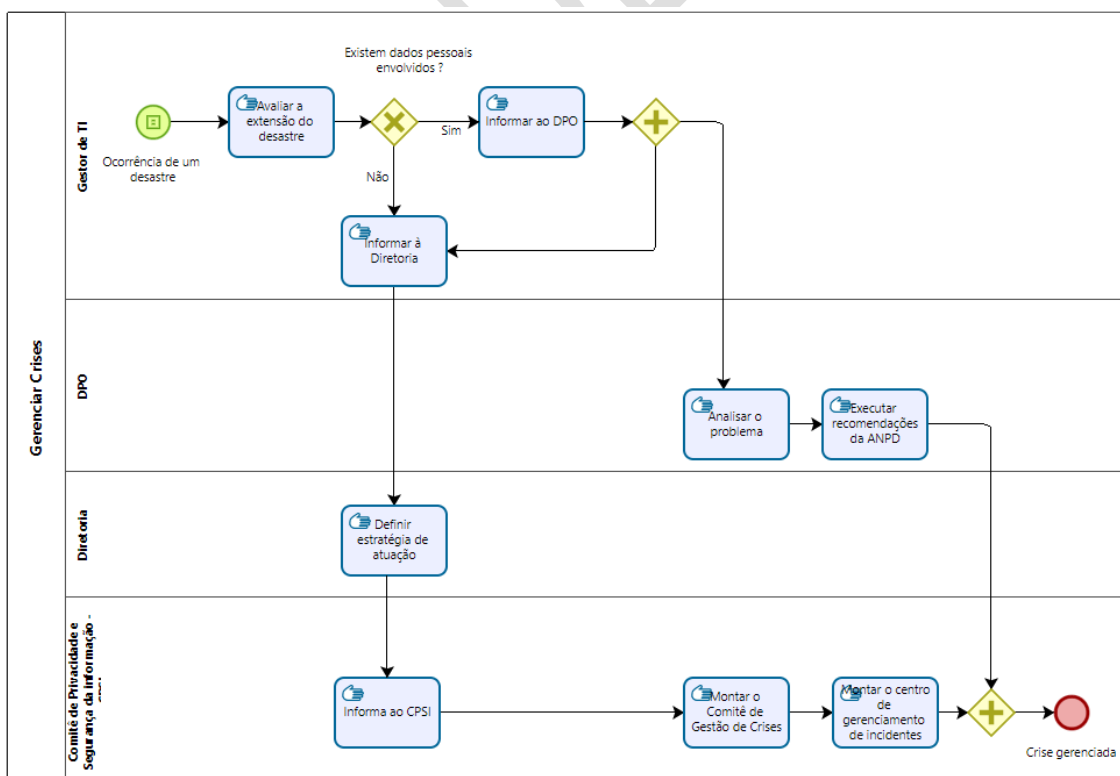 Gerenciar Crises
Gestor de TI
Existem dados pessoais
envolvidos ?
Ocorrência de um
desastre
Avaliar a
extensão do
desastre
Sim
Não
Informar ao DPO
Informar à
Diretoria
DPO
Analisar o
problema
Executar
recomendações
da ANPD
Diretoria
Definir
estratégia de
atuação
Comitê de Privacidade e
Segurança da Informação -
CPSI
Informa ao CPSI
Montar o
Comitê de
Gestão de Crises
Montar o centro
de
gerenciamento
de incidentes
Crise gerenciada